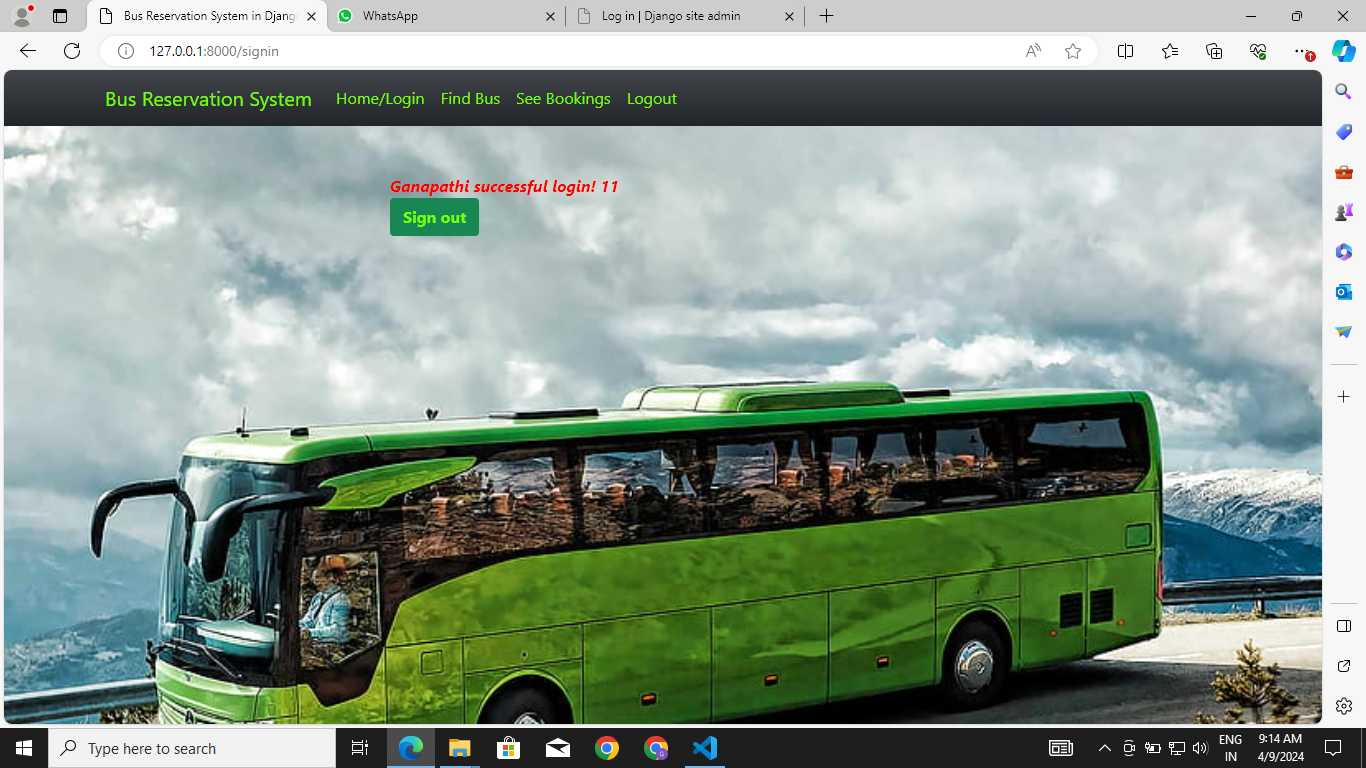 Bus Reservation System in Djang
WhatsApp
Log in | Django site admin
127.0.0.1:8000/signin
Bus Reservation System
Home/Login
Find Bus
See Bookings
Logout
Ganapathi successful login! 11
Sign out
Type here to search
ENG
IN
9:14 AM
4/9/2024